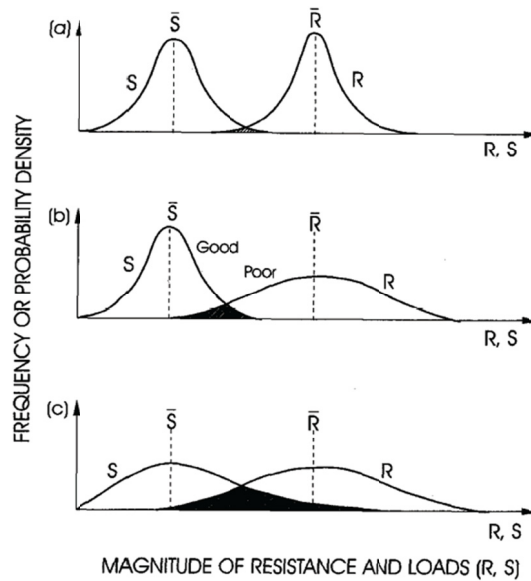 FREQUENCY OR PROBABILITY DENSITY
(a)
S̄
R̄
S
R
R, S
(b)
S̄
R̄
S
Good
Poor
R
R, S
(c)
S̄
R̄
S
R
R, S
MAGNITUDE OF RESISTANCE AND LOADS (R, S)